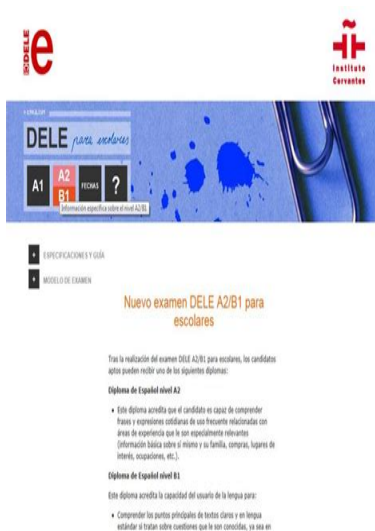 DELE
e
Instituto
Cervantes
DELE para escolares
A1
A2
B1
FECHAS
?
Información específica sobre el nivel A2/B1
+ ESPECIFICACIONES Y GUÍA
+ MODELO DE EXAMEN
Nuevo examen DELE A2/B1 para
escolares
Tras la realización del examen DELE A2/B1 para escolares, los candidatos
aptos pueden recibir uno de los siguientes diplomas:
Diploma de Español nivel A2
• Este diploma acredita que el candidato es capaz de comprender
frases y expresiones cotidianas de uso frecuente relacionadas con
áreas de experiencia que le son especialmente relevantes
(información básica sobre sí mismo y su familia, compras, lugares de
interés, ocupaciones, etc.).
Diploma de Español nivel B1
Este diploma acredita la capacidad del usuario de la lengua para:
• Comprender los puntos principales de textos claros y en lengua
estándar si tratan sobre cuestiones que le son conocidas, ya sea en